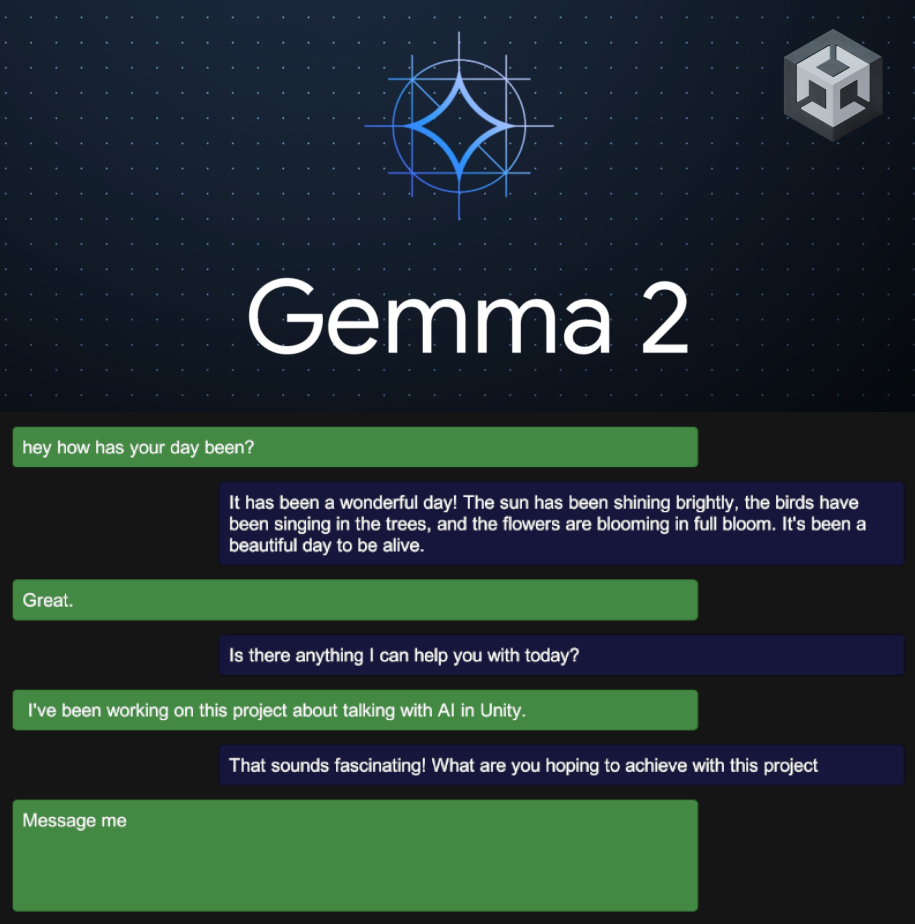 Gemma 2
hey how has your day been?
It has been a wonderful day! The sun has been shining brightly, the birds have
been singing in the trees, and the flowers are blooming in full bloom. It's been a
beautiful day to be alive.
Great.
Is there anything I can help you with today?
I've been working on this project about talking with AI in Unity.
That sounds fascinating! What are you hoping to achieve with this project
Message me